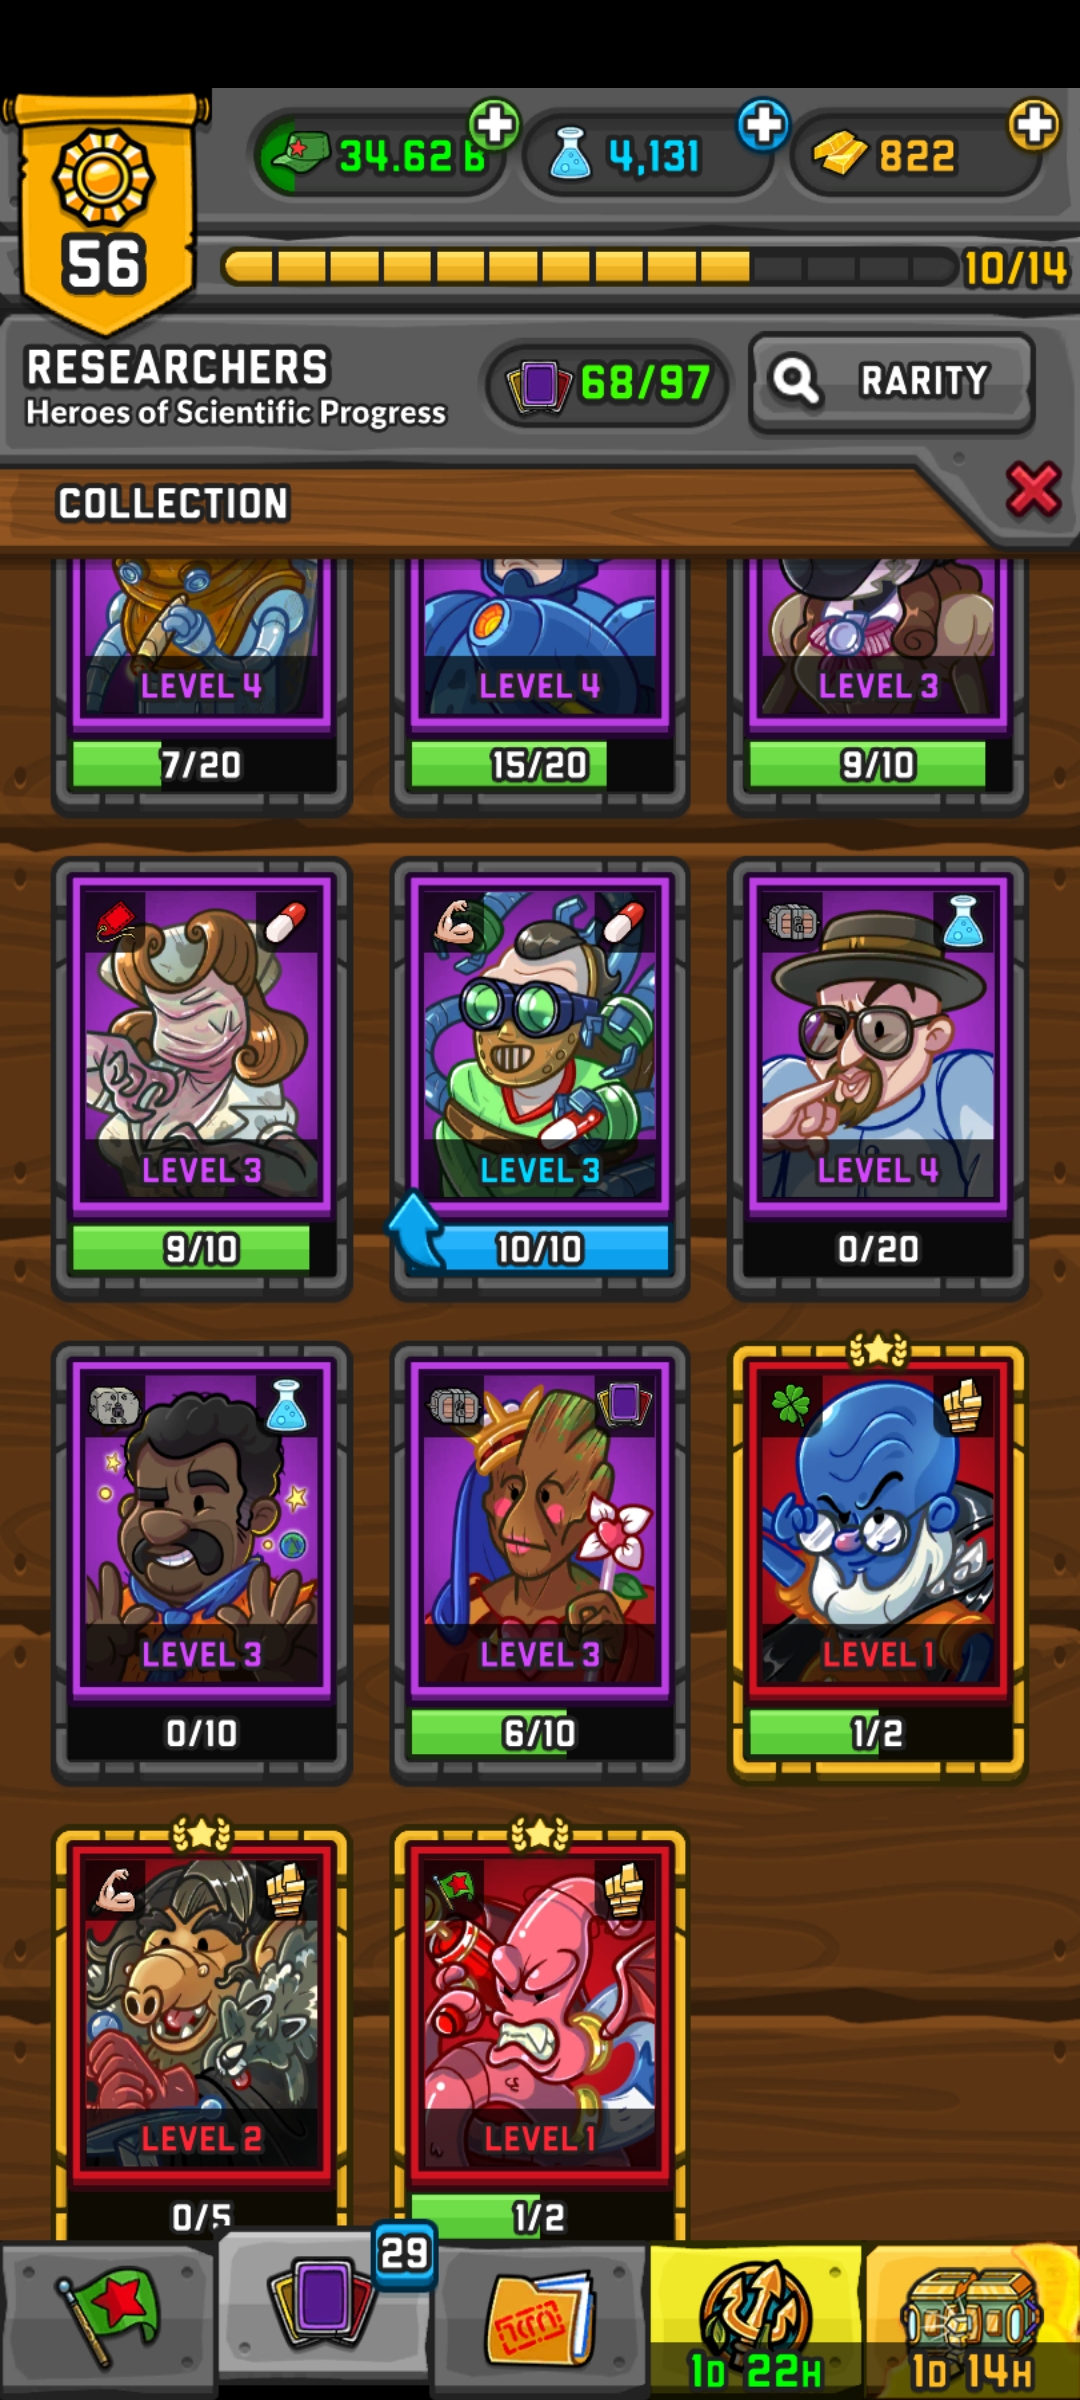 34.62 B
4,131
822
56
10/14
RESEARCHERS
Heroes of Scientific Progress
68/97
RARITY
COLLECTION
LEVEL 4
LEVEL 4
LEVEL 3
7/20
15/20
9/10
LEVEL 3
LEVEL 3
LEVEL 4
9/10
10/10
0/20
LEVEL 3
LEVEL 3
LEVEL 1
0/10
6/10
1/2
LEVEL 2
LEVEL 1
0/5
1/2
29
1D 22H
1D 14H